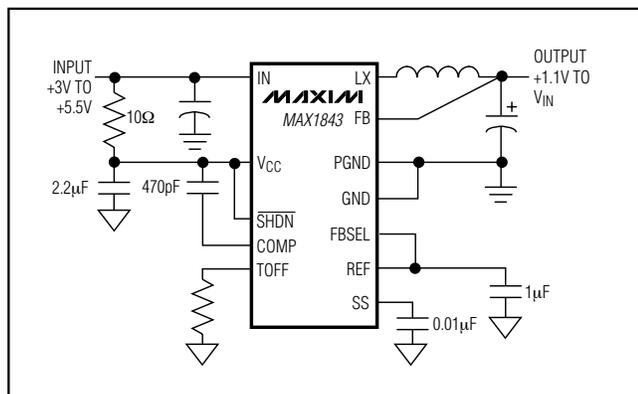 INPUT
+3V TO
+5.5V
10Ω
2.2µF
470pF
IN
VCC
SHDN
COMP
TOFF
MAXIM
MAX1843
LX
FB
PGND
GND
FBSEL
REF
SS
OUTPUT
+1.1V TO
VIN
+
1µF
0.01µF